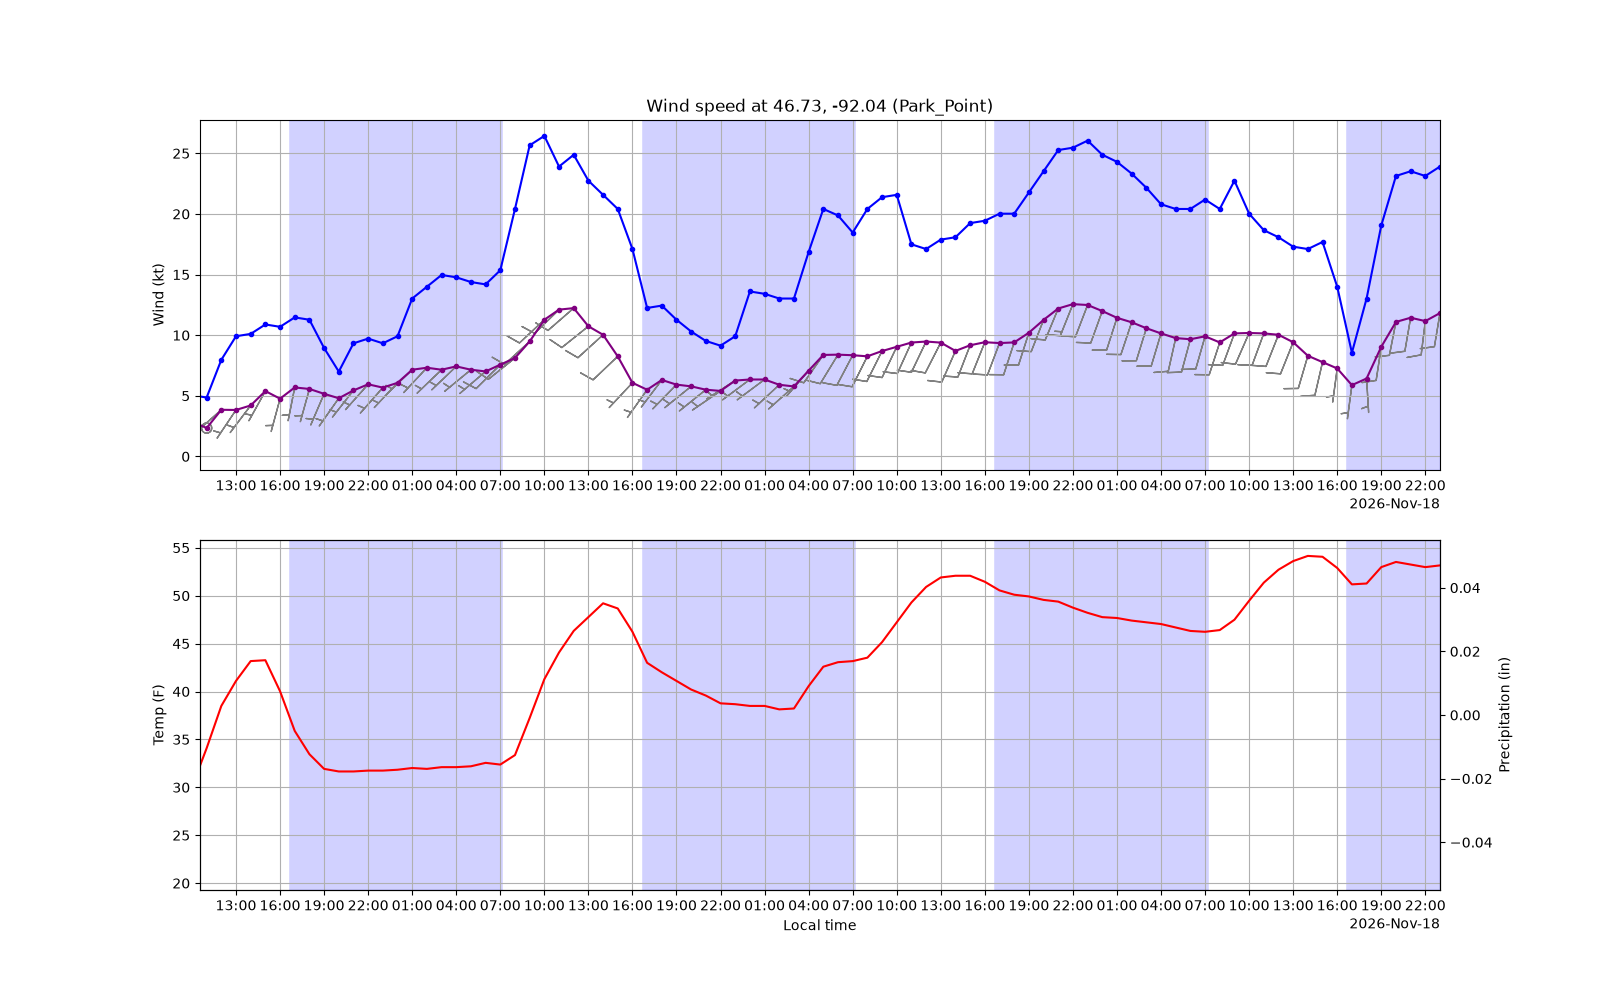 Wind speed at 46.73, -92.04 (Park_Point)
Wind (kt)
25
20
15
10
5
0
13:00 16:00 19:00 22:00 01:00 04:00 07:00 10:00 13:00 16:00 19:00 22:00 01:00 04:00 07:00 10:00 13:00 16:00 19:00 22:00 01:00 04:00 07:00 10:00 13:00 16:00 19:00 22:00
2026-Nov-18
Temp (F)
55
50
45
40
35
30
25
20
0.04
0.02
0.00
−0.02
−0.04
Precipitation (in)
13:00 16:00 19:00 22:00 01:00 04:00 07:00 10:00 13:00 16:00 19:00 22:00 01:00 04:00 07:00 10:00 13:00 16:00 19:00 22:00 01:00 04:00 07:00 10:00 13:00 16:00 19:00 22:00
Local time
2026-Nov-18